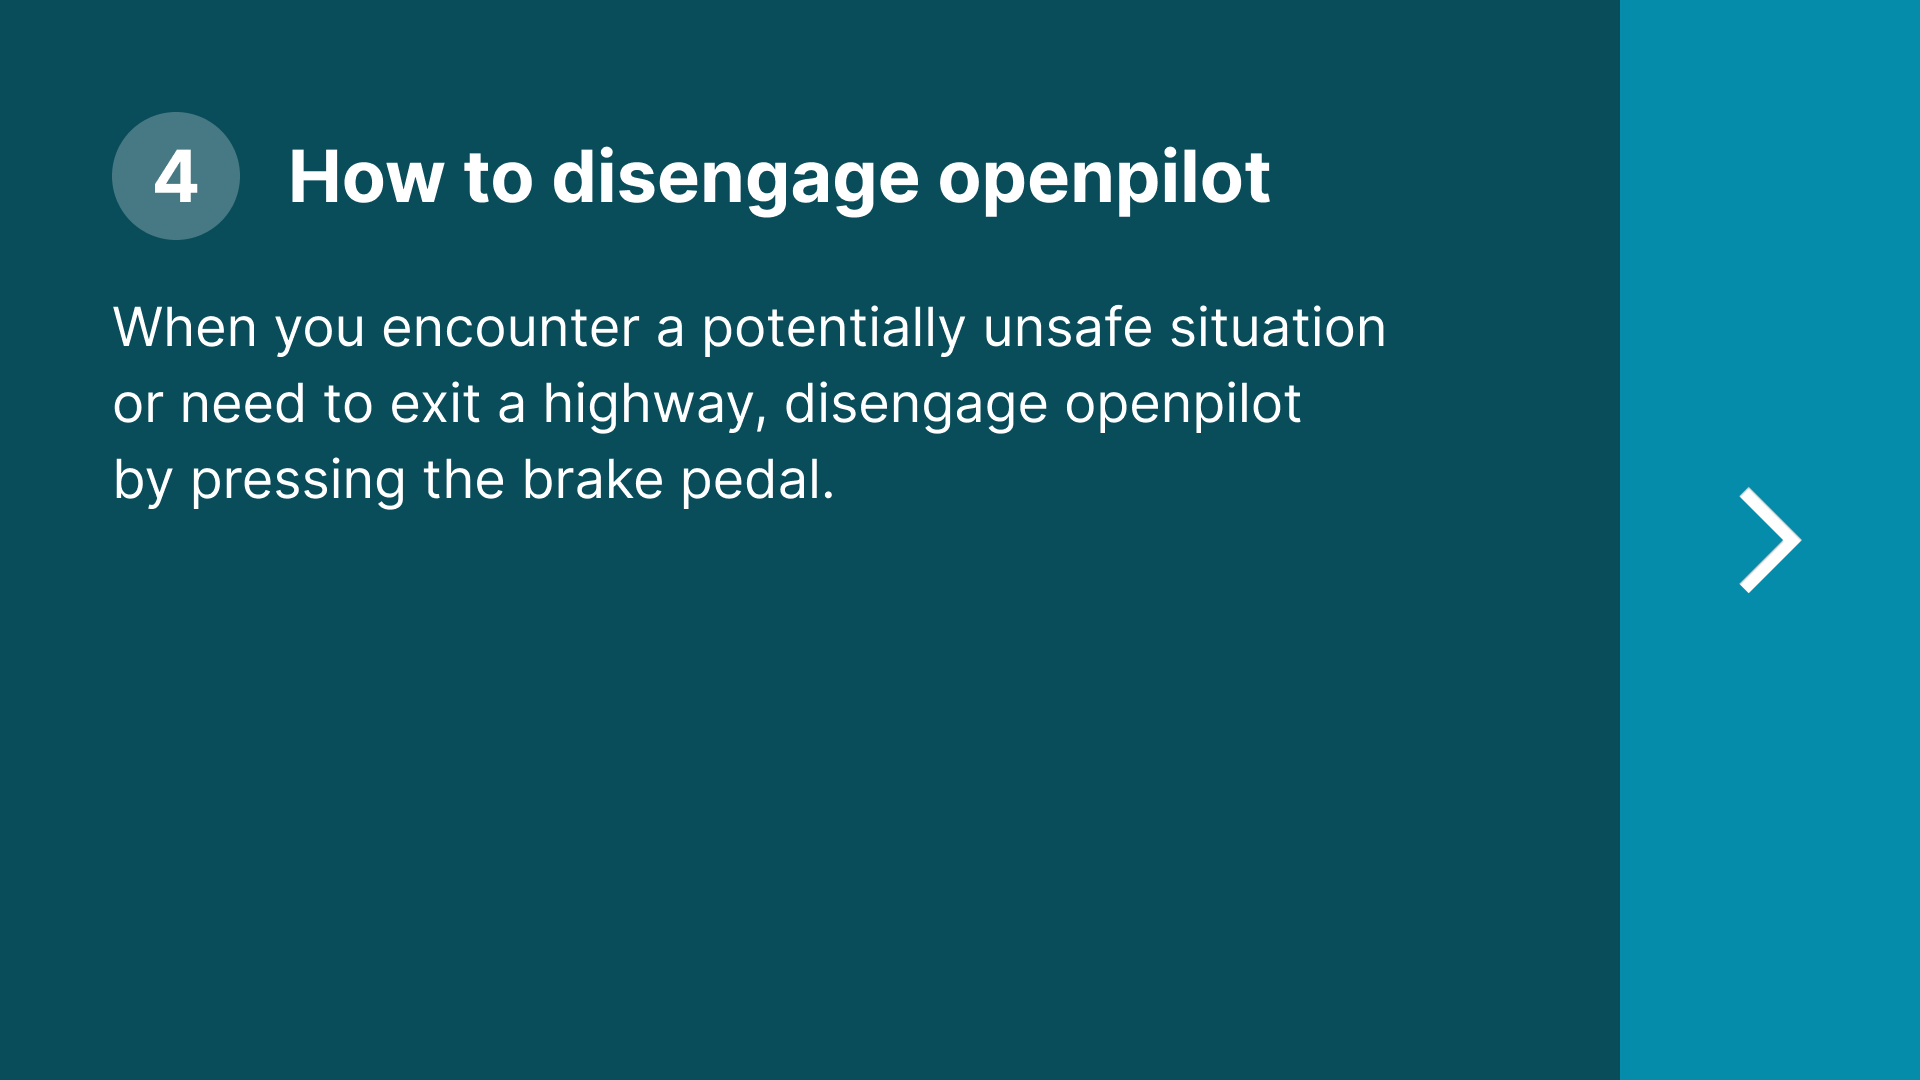 4 How to disengage openpilot
When you encounter a potentially unsafe situation
or need to exit a highway, disengage openpilot
by pressing the brake pedal.